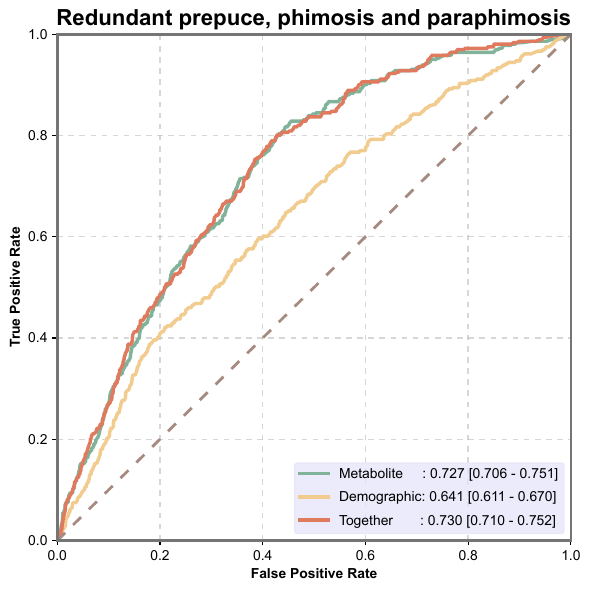 Redundant prepuce, phimosis and paraphimosis
1.0
0.8
0.6
0.4
0.2
0.0
True Positive Rate
Metabolite : 0.727 [0.706 - 0.751]
Demographic: 0.641 [0.611 - 0.670]
Together : 0.730 [0.710 - 0.752]
0.0 0.2 0.4 0.6 0.8 1.0
False Positive Rate